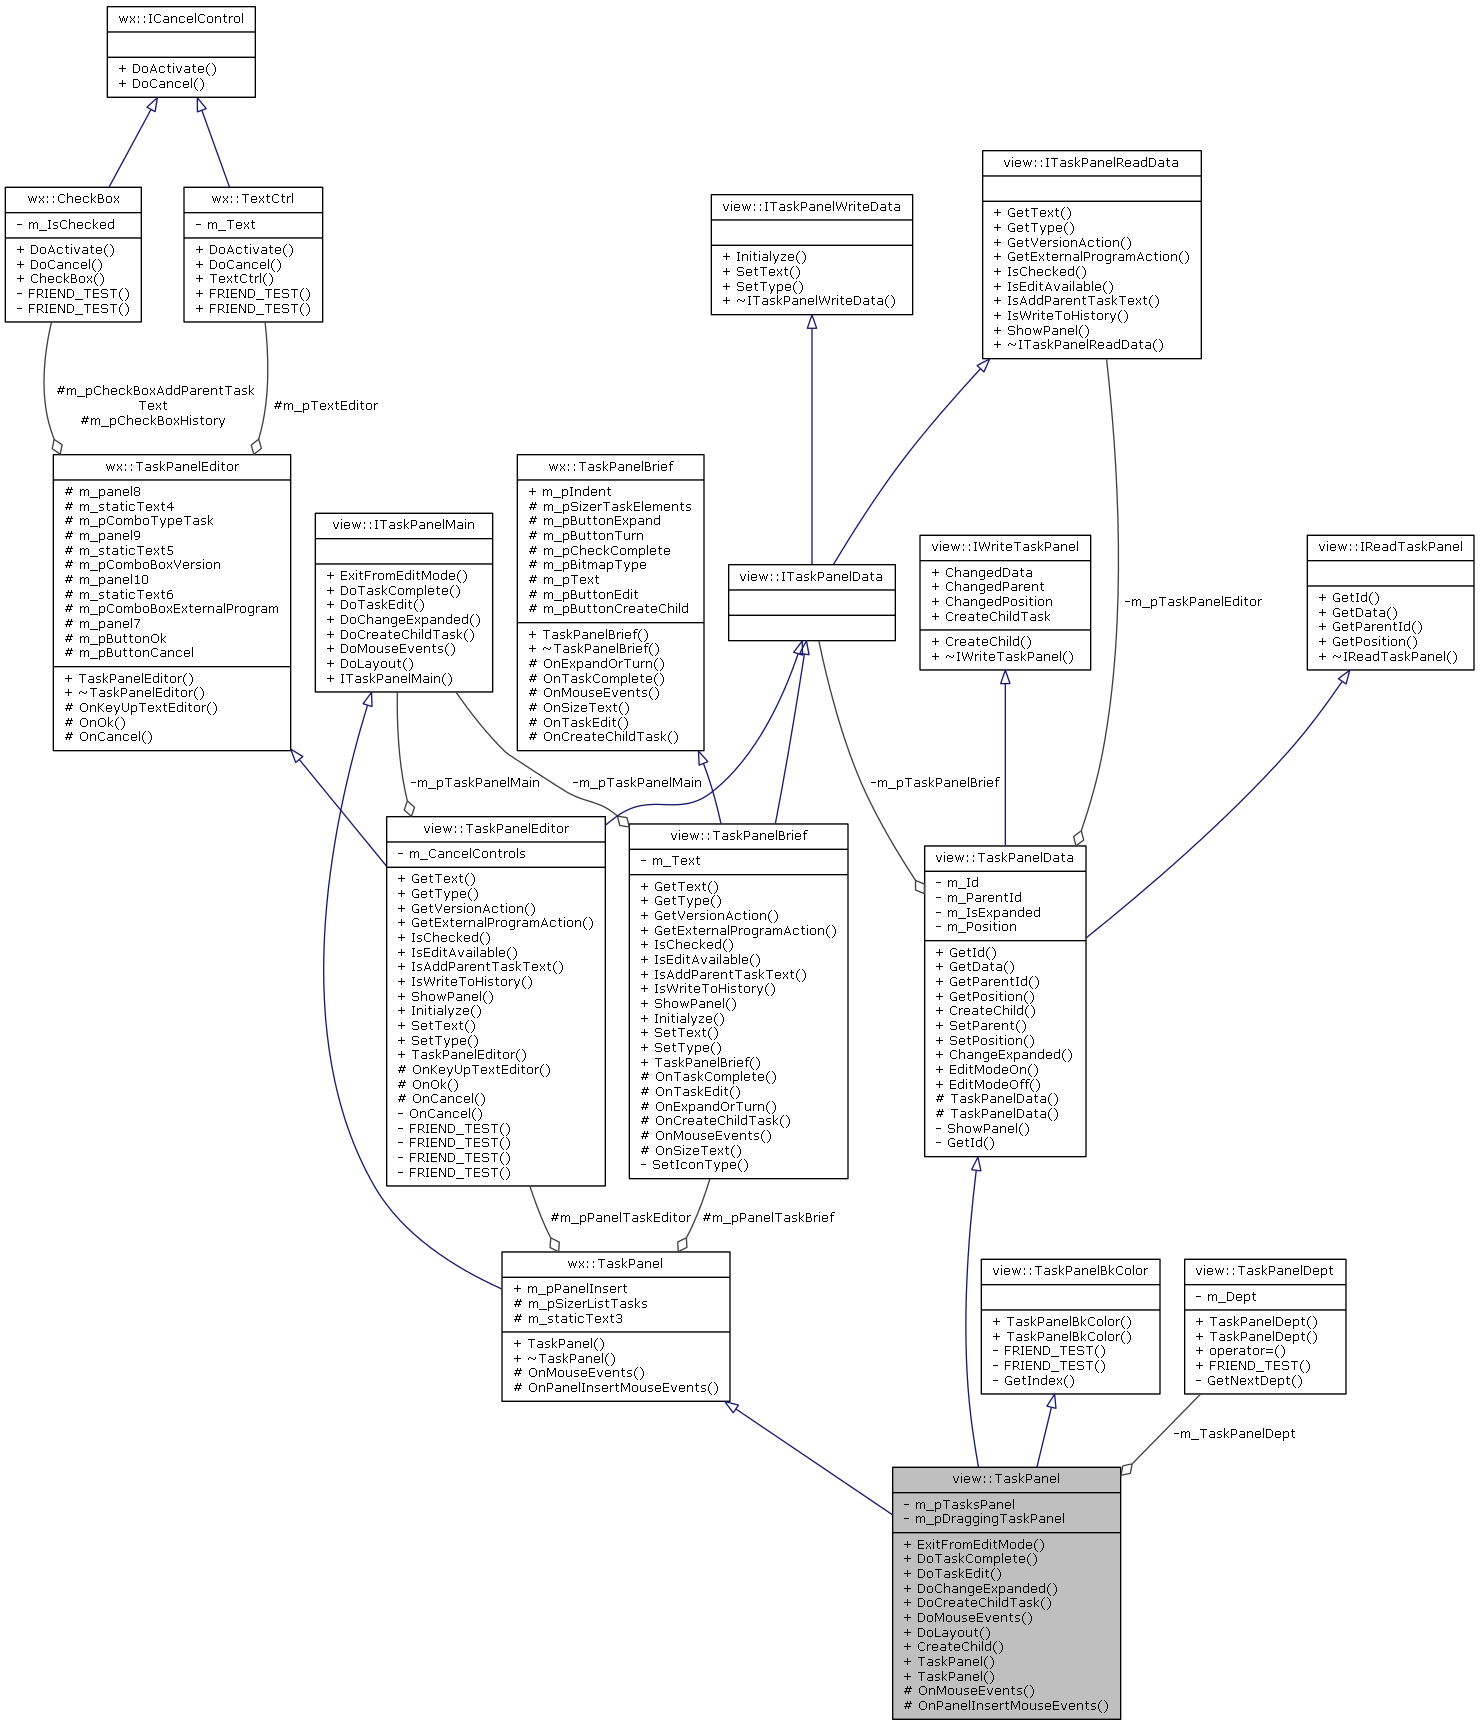 wx::ICancelControl
+ DoActivate()
+ DoCancel()
wx::CheckBox
- m_IsChecked
+ DoActivate()
+ DoCancel()
+ CheckBox()
- FRIEND_TEST()
- FRIEND_TEST()
wx::TextCtrl
- m_Text
+ DoActivate()
+ DoCancel()
+ TextCtrl()
+ FRIEND_TEST()
+ FRIEND_TEST()
view::ITaskPanelWriteData
+ Initialyze()
+ SetText()
+ SetType()
+ ~ITaskPanelWriteData()
view::ITaskPanelReadData
+ GetText()
+ GetType()
+ GetVersionAction()
+ GetExternalProgramAction()
+ IsChecked()
+ IsEditAvailable()
+ IsAddParentTaskText()
+ IsWriteToHistory()
+ ShowPanel()
+ ~ITaskPanelReadData()
#m_pCheckBoxAddParentTask
Text
#m_pCheckBoxHistory
#m_pTextEditor
wx::TaskPanelEditor
# m_panel8
# m_staticText4
# m_pComboTypeTask
# m_panel9
# m_staticText5
# m_pComboBoxVersion
# m_panel10
# m_staticText6
# m_pComboBoxExternalProgram
# m_panel7
# m_pButtonOk
# m_pButtonCancel
+ TaskPanelEditor()
+ ~TaskPanelEditor()
# OnKeyUpTextEditor()
# OnOk()
# OnCancel()
view::ITaskPanelMain
+ ExitFromEditMode()
+ DoTaskComplete()
+ DoTaskEdit()
+ DoChangeExpanded()
+ DoCreateChildTask()
+ DoMouseEvents()
+ DoLayout()
+ ITaskPanelMain()
wx::TaskPanelBrief
+ m_pIndent
# m_pSizerTaskElements
# m_pButtonExpand
# m_pButtonTurn
# m_pCheckComplete
# m_pBitmapType
# m_pText
# m_pButtonEdit
# m_pButtonCreateChild
+ TaskPanelBrief()
+ ~TaskPanelBrief()
# OnExpandOrTurn()
# OnTaskComplete()
# OnMouseEvents()
# OnSizeText()
# OnTaskEdit()
# OnCreateChildTask()
view::ITaskPanelData
view::IWriteTaskPanel
+ ChangedData
+ ChangedParent
+ ChangedPosition
+ CreateChildTask
+ CreateChild()
+ ~IWriteTaskPanel()
-m_pTaskPanelEditor
view::IReadTaskPanel
+ GetId()
+ GetData()
+ GetParentId()
+ GetPosition()
+ ~IReadTaskPanel()
-m_pTaskPanelMain
-m_pTaskPanelMain
-m_pTaskPanelBrief
view::TaskPanelEditor
- m_CancelControls
+ GetText()
+ GetType()
+ GetVersionAction()
+ GetExternalProgramAction()
+ IsChecked()
+ IsEditAvailable()
+ IsAddParentTaskText()
+ IsWriteToHistory()
+ ShowPanel()
+ Initialyze()
+ SetText()
+ SetType()
+ TaskPanelEditor()
# OnKeyUpTextEditor()
# OnOk()
# OnCancel()
- OnCancel()
- FRIEND_TEST()
- FRIEND_TEST()
- FRIEND_TEST()
- FRIEND_TEST()
view::TaskPanelBrief
- m_Text
+ GetText()
+ GetType()
+ GetVersionAction()
+ GetExternalProgramAction()
+ IsChecked()
+ IsEditAvailable()
+ IsAddParentTaskText()
+ IsWriteToHistory()
+ ShowPanel()
+ Initialyze()
+ SetText()
+ SetType()
+ TaskPanelBrief()
# OnTaskComplete()
# OnTaskEdit()
# OnExpandOrTurn()
# OnCreateChildTask()
# OnMouseEvents()
# OnSizeText()
- SetIconType()
view::TaskPanelData
- m_Id
- m_ParentId
- m_IsExpanded
- m_Position
+ GetId()
+ GetData()
+ GetParentId()
+ GetPosition()
+ CreateChild()
+ SetParent()
+ SetPosition()
+ ChangeExpanded()
+ EditModeOn()
+ EditModeOff()
# TaskPanelData()
# TaskPanelData()
- ShowPanel()
- GetId()
#m_pPanelTaskEditor
#m_pPanelTaskBrief
wx::TaskPanel
+ m_pPanelInsert
# m_pSizerListTasks
# m_staticText3
+ TaskPanel()
+ ~TaskPanel()
# OnMouseEvents()
# OnPanelInsertMouseEvents()
view::TaskPanelBkColor
+ TaskPanelBkColor()
+ TaskPanelBkColor()
- FRIEND_TEST()
- FRIEND_TEST()
- GetIndex()
view::TaskPanelDept
- m_Dept
+ TaskPanelDept()
+ TaskPanelDept()
+ operator=()
+ FRIEND_TEST()
- GetNextDept()
-m_TaskPanelDept
view::TaskPanel
- m_pTasksPanel
- m_pDraggingTaskPanel
+ ExitFromEditMode()
+ DoTaskComplete()
+ DoTaskEdit()
+ DoChangeExpanded()
+ DoCreateChildTask()
+ DoMouseEvents()
+ DoLayout()
+ CreateChild()
+ TaskPanel()
+ TaskPanel()
# OnMouseEvents()
# OnPanelInsertMouseEvents()